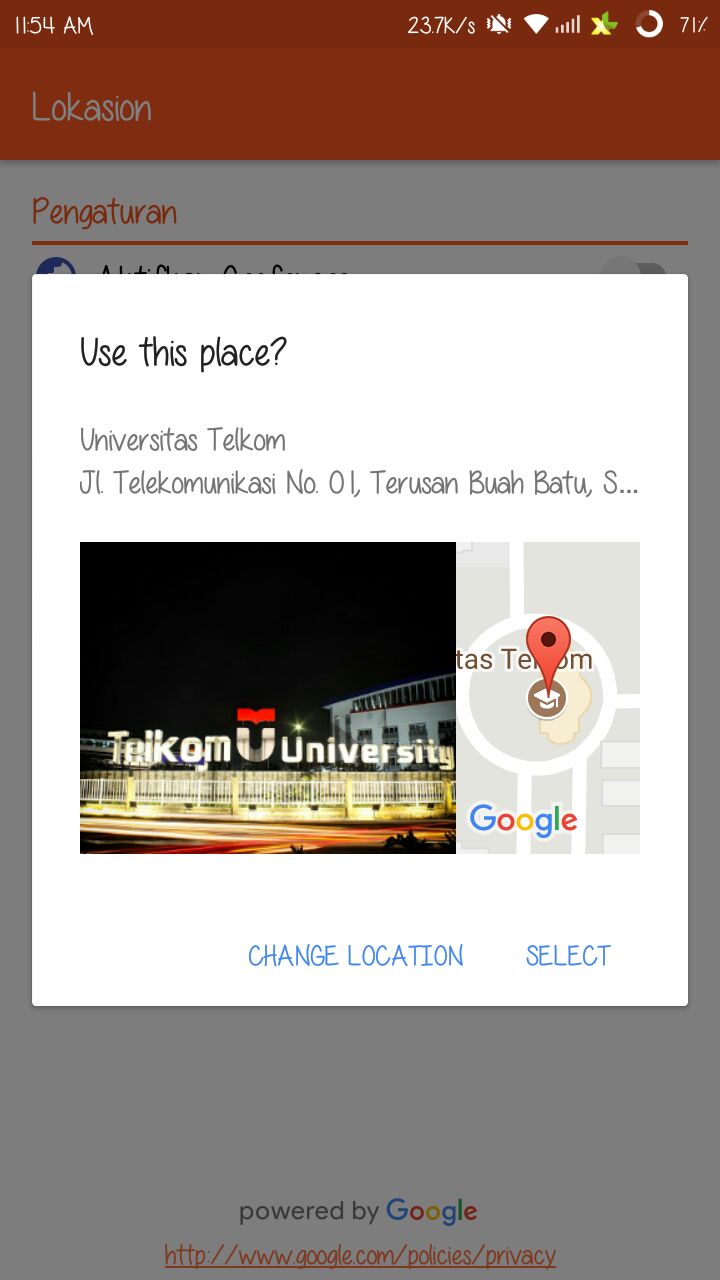 11:54 AM 23.7K/s 71%
Lokasion
Pengaturan
Use this place?
Universitas Telkom
Jl. Telekomunikasi No. 01, Terusan Buah Batu, S...
Telkom University
tas Telkom
Google
CHANGE LOCATION SELECT
powered by Google
http://www.google.com/policies/privacy